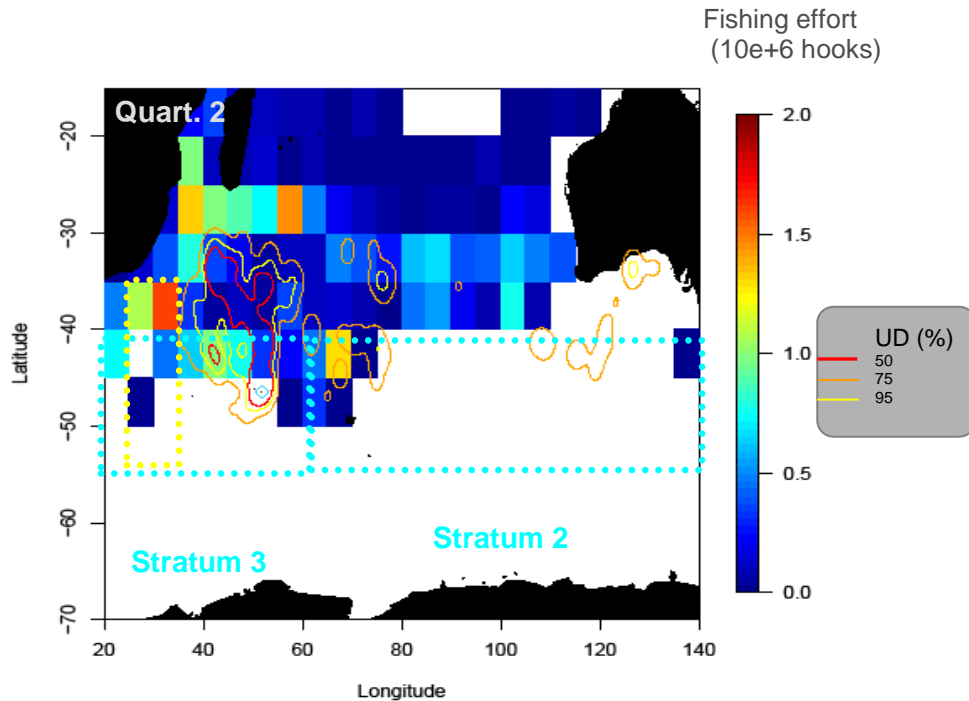 Fishing effort
(10e+6 hooks)
Quart. 2
-20
-30
-40
-50
-60
-70
Latitude
20
40
60
80
100
120
140
Longitude
Stratum 3
Stratum 2
2.0
1.5
1.0
0.5
0.0
UD (%)
50
75
95